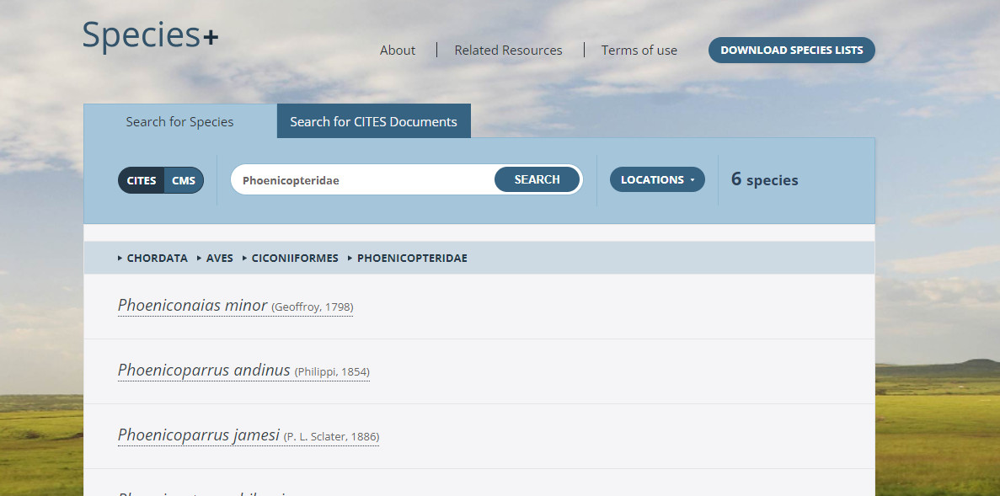 Species+
About
Related Resources
Terms of use
DOWNLOAD SPECIES LISTS
Search for Species
Search for CITES Documents
CITES
CMS
Phoenicopteridae
SEARCH
LOCATIONS
6 species
CHORDATA AVES CICONIIFORMES PHOENICOPTERIDAE
Phoeniconaias minor (Geoffroy, 1798)
Phoenicoparrus andinus (Philippi, 1854)
Phoenicoparrus jamesi (P. L. Sclater, 1886)